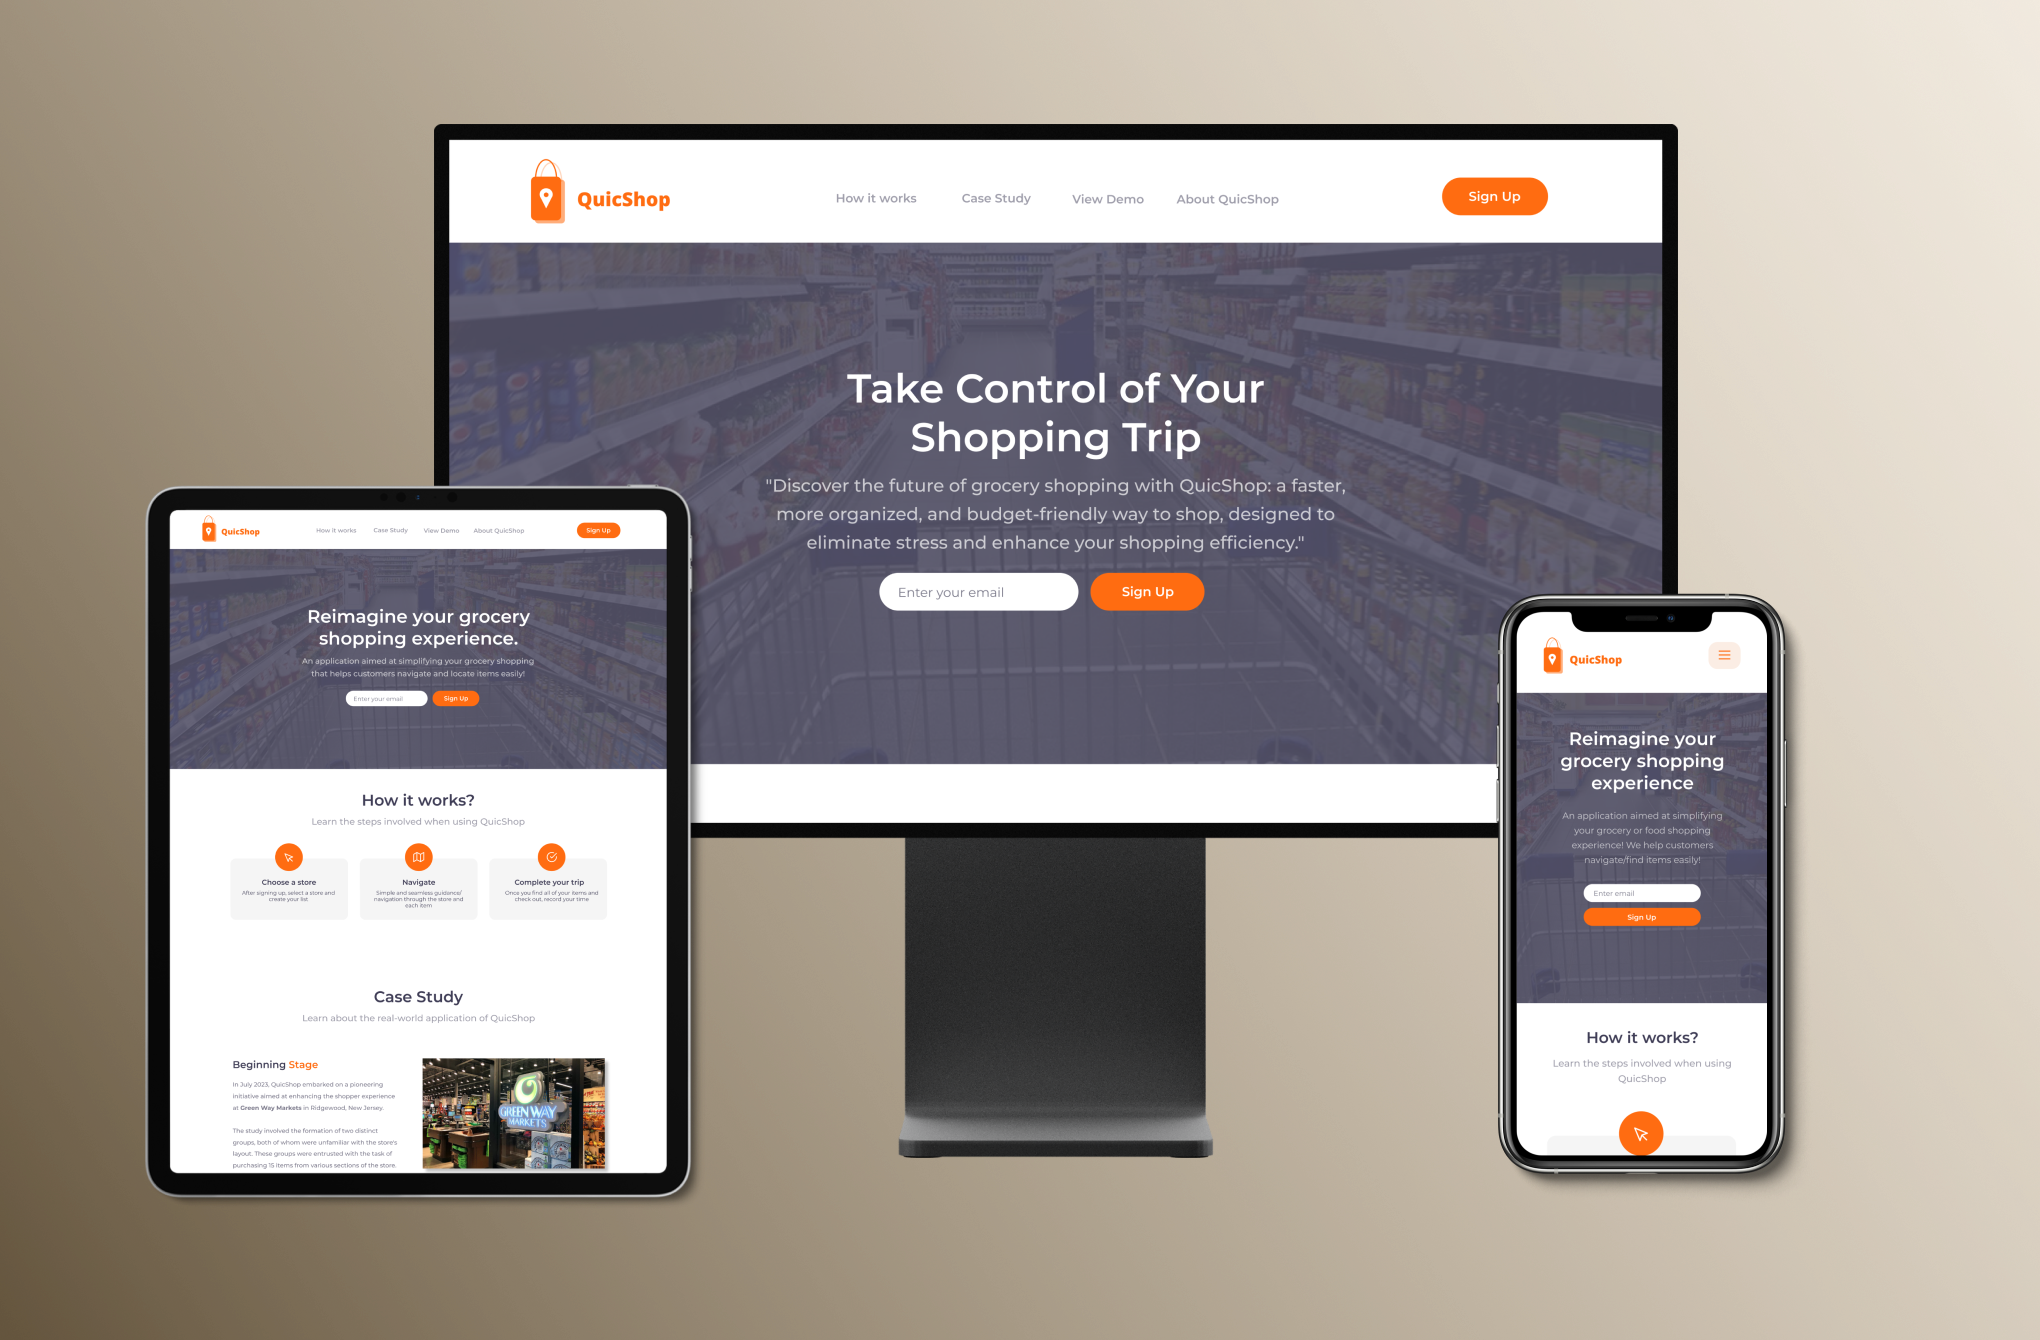 QuicShop
How it works Case Study View Demo About QuicShop
Sign Up
Take Control of Your
Shopping Trip
"Discover the future of grocery shopping with QuicShop: a faster,
more organized, and budget-friendly way to shop, designed to
eliminate stress and enhance your shopping efficiency."
Enter your email
Sign Up
QuicShop
How it works Case Study View Demo About QuicShop
Sign Up
Reimagine your grocery
shopping experience.
An application aimed at simplifying your grocery shopping
that helps customers navigate and locate items easily!
Enter your email
Sign Up
How it works?
Learn the steps involved when using QuicShop
Choose a store
After signing up, select a store and
create your list
Navigate
Simple and seamless guidance/
navigation through the store and
each item
Complete your trip
Once you find all of your items and
check out, record your time
Case Study
Learn about the real-world application of QuicShop
Beginning Stage
In July 2023, QuicShop embarked on a pioneering
initiative aimed at enhancing the shopper experience
at Green Way Markets in Ridgewood, New Jersey.
The study involved the formation of two distinct
groups, both of whom were unfamiliar with the store's
layout. These groups were entrusted with the task of
purchasing 15 items from various sections of the store.
GREEN WAY
MARKETS
QuicShop
Reimagine your
grocery shopping
experience
An application aimed at simplifying
your grocery or food shopping
experience! We help customers
navigate/find items easily!
Enter email
Sign Up
How it works?
Learn the steps involved when using
QuicShop